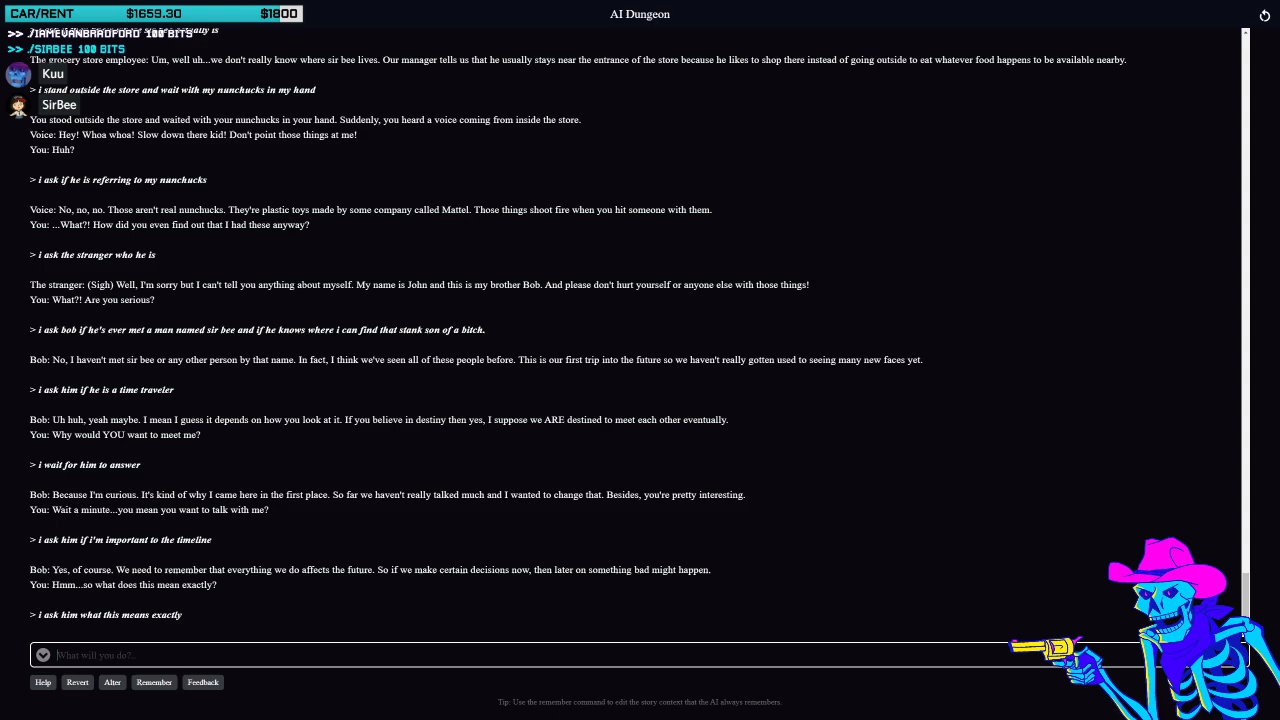 CAR/RENT $1659.30 $1800
AI Dungeon
100 BITS
>> ./SIRBEE 100 BITS
The grocery store employee: Um, well uh...we don't really know where sir bee lives. Our manager tells us that he usually stays near the entrance of the store because he likes to shop there instead of going outside to eat whatever food happens to be available nearby.
Kuu
> i stand outside the store and wait with my nunchucks in my hand
SirBee
You stood outside the store and waited with your nunchucks in your hand. Suddenly, you heard a voice coming from inside the store.
Voice: Hey! Whoa whoa! Slow down there kid! Don't point those things at me!
You: Huh?
> i ask if he is referring to my nunchucks
Voice: No, no, no. Those aren't real nunchucks. They're plastic toys made by some company called Mattel. Those things shoot fire when you hit someone with them.
You: ...What?! How did you even find out that I had these anyway?
> i ask the stranger who he is
The stranger: (Sigh) Well, I'm sorry but I can't tell you anything about myself. My name is John and this is my brother Bob. And please don't hurt yourself or anyone else with those things!
You: What?! Are you serious?
> i ask bob if he's ever met a man named sir bee and if he knows where i can find that stank son of a bitch.
Bob: No, I haven't met sir bee or any other person by that name. In fact, I think we've seen all of these people before. This is our first trip into the future so we haven't really gotten used to seeing many new faces yet.
> i ask him if he is a time traveler
Bob: Uh huh, yeah maybe. I mean I guess it depends on how you look at it. If you believe in destiny then yes, I suppose we ARE destined to meet each other eventually.
You: Why would YOU want to meet me?
> i wait for him to answer
Bob: Because I'm curious. It's kind of why I came here in the first place. So far we haven't really talked much and I wanted to change that. Besides, you're pretty interesting.
You: Wait a minute...you mean you want to talk with me?
> i ask him if i'm important to the timeline
Bob: Yes, of course. We need to remember that everything we do affects the future. So if we make certain decisions now, then later on something bad might happen.
You: Hmm...so what does this mean exactly?
> i ask him what this means exactly
What will you do?..
Help Revert Alter Remember Feedback
Tip: Use the remember command to edit the story context that the AI always remembers.